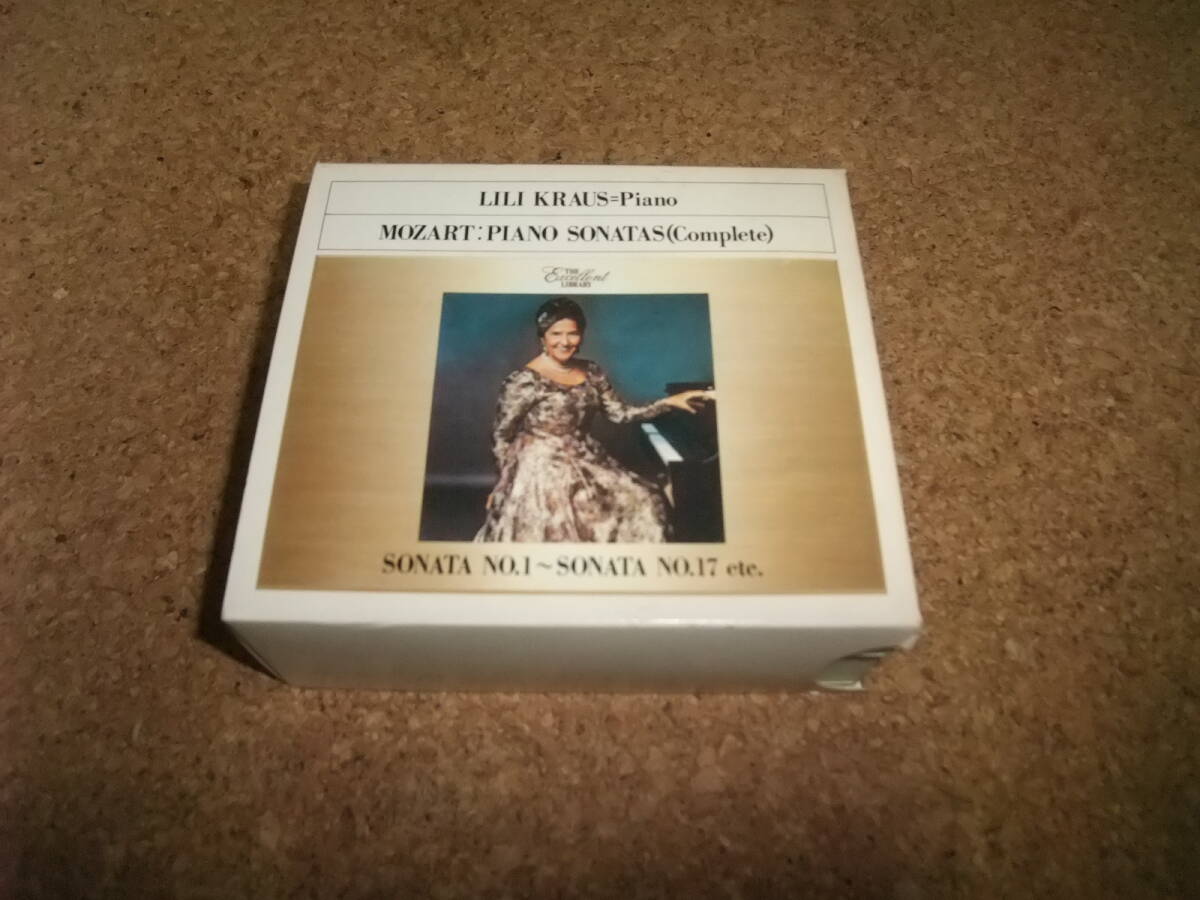 LILI KRAUS=Piano
MOZART:PIANO SONATAS(Complete)
THE
Excellent
LIBRARY
SONATA NO.1~SONATA NO.17 etc.